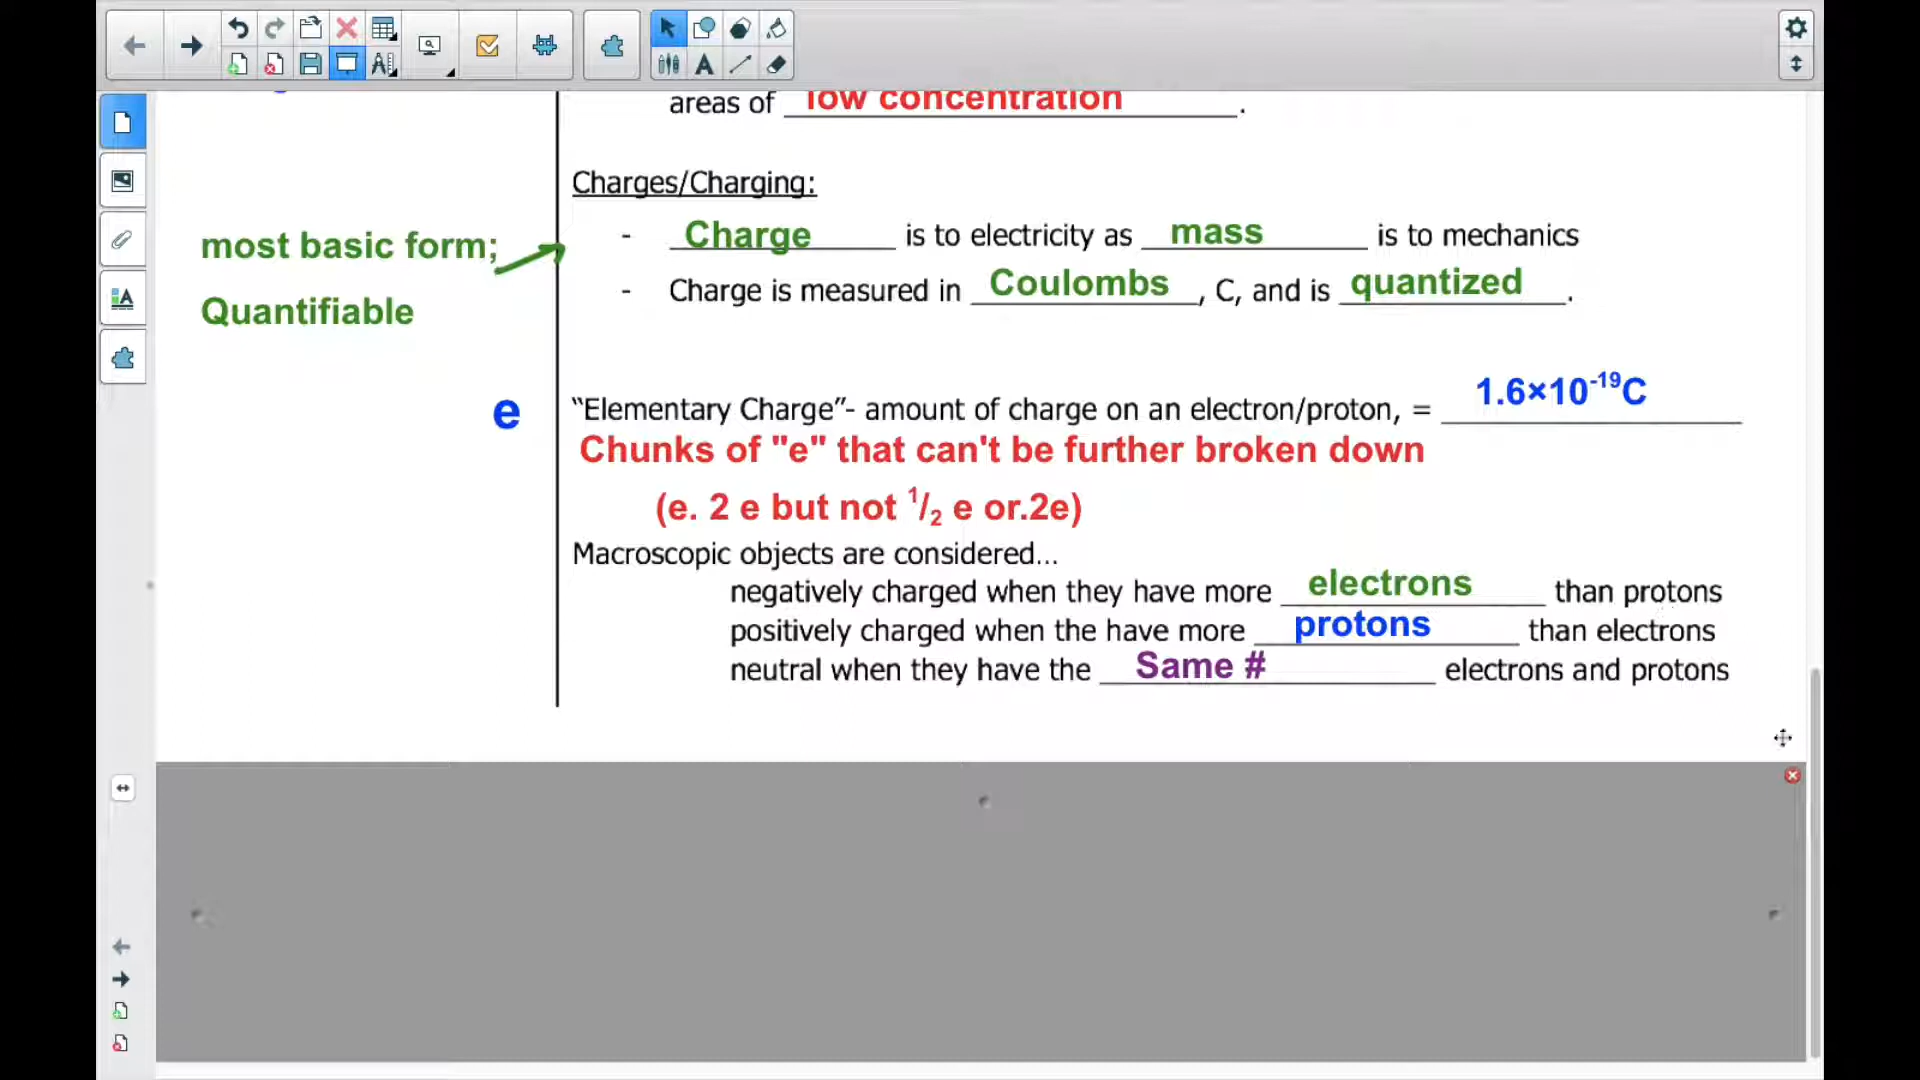 areas of low concentration.
Charges/Charging:
- Charge is to electricity as mass is to mechanics
most basic form;
- Charge is measured in Coulombs, C, and is quantized.
Quantifiable
e
“Elementary Charge”- amount of charge on an electron/proton, = 1.6×10⁻¹⁹C
Chunks of "e" that can't be further broken down
(e. 2 e but not ¹/₂ e or.2e)
Macroscopic objects are considered...
negatively charged when they have more electrons than protons
positively charged when the have more protons than electrons
neutral when they have the Same # electrons and protons